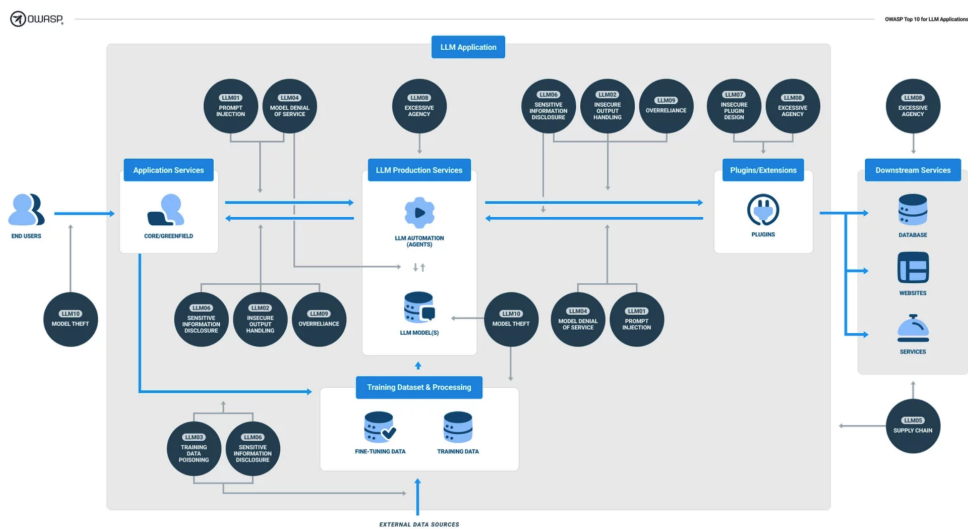 OWASP
OWASP Top 10 for LLM Applications
LLM Application
LLM01
PROMPT
INJECTION
LLM04
MODEL DENIAL
OF SERVICE
LLM08
EXCESSIVE
AGENCY
LLM06
SENSITIVE
INFORMATION
DISCLOSURE
LLM02
INSECURE
OUTPUT
HANDLING
LLM09
OVERRELIANCE
LLM07
INSECURE
PLUGIN
DESIGN
LLM08
EXCESSIVE
AGENCY
LLM08
EXCESSIVE
AGENCY
Application Services
LLM Production Services
Plugins/Extensions
Downstream Services
END USERS
CORE/GREENFIELD
LLM AUTOMATION
(AGENTS)
PLUGINS
DATABASE
WEBSITES
SERVICES
LLM MODEL(S)
LLM10
MODEL THEFT
LLM06
SENSITIVE
INFORMATION
DISCLOSURE
LLM02
INSECURE
OUTPUT
HANDLING
LLM09
OVERRELIANCE
LLM10
MODEL THEFT
LLM04
MODEL DENIAL
OF SERVICE
LLM01
PROMPT
INJECTION
Training Dataset & Processing
FINE-TUNING DATA
TRAINING DATA
LLM03
TRAINING
DATA
POISONING
LLM06
SENSITIVE
INFORMATION
DISCLOSURE
LLM05
SUPPLY CHAIN
EXTERNAL DATA SOURCES